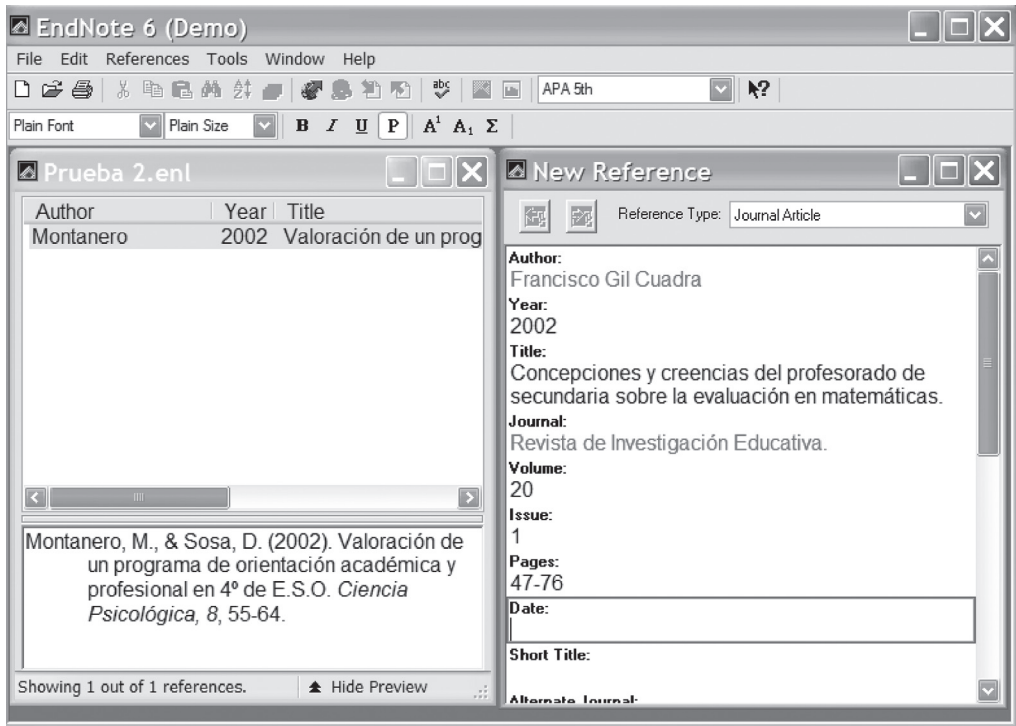 EndNote 6 (Demo)
File Edit References Tools Window Help
abc APA 5th ?
Plain Font Plain Size B I U P A¹ A₁ Σ
Prueba 2.enl
Author Year Title
Montanero 2002 Valoración de un prog
Montanero, M., & Sosa, D. (2002). Valoración de
un programa de orientación académica y
profesional en 4º de E.S.O. Ciencia
Psicológica, 8, 55-64.
Showing 1 out of 1 references. Hide Preview
New Reference
Reference Type: Journal Article
Author:
Francisco Gil Cuadra
Year:
2002
Title:
Concepciones y creencias del profesorado de
secundaria sobre la evaluación en matemáticas.
Journal:
Revista de Investigación Educativa.
Volume:
20
Issue:
1
Pages:
47-76
Date:
Short Title:
Alternate Journal: